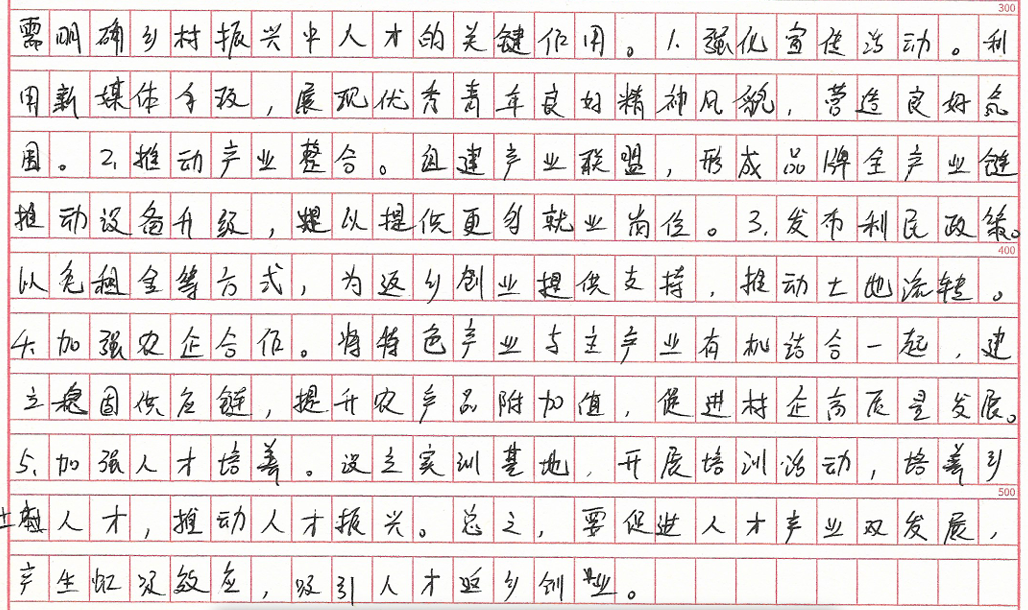 300
需明确乡村振兴中人才的关键作用。1.强化宣传活动。利
用新媒体手段，展现优秀青年良好精神风貌，营造良好氛
围。2.推动产业整合。组建产业联盟，形成品牌全产业链
推动设备升级，提以提供更多就业岗位。3.发布利民政策。
400
以免租金等方式，为返乡创业提供支持，推动土地流转。
4.加强农企合作。将特色产业与主产业有机结合一起，建
立稳固供应链，提升农产品附加值，促进村企高质量发展。
5.加强人才培养。设立实训基地，开展培训活动，培养乡
500
土人才，推动人才振兴。总之，要促进人才产业双发展，
产生虹吸效应，吸引人才返乡创业。